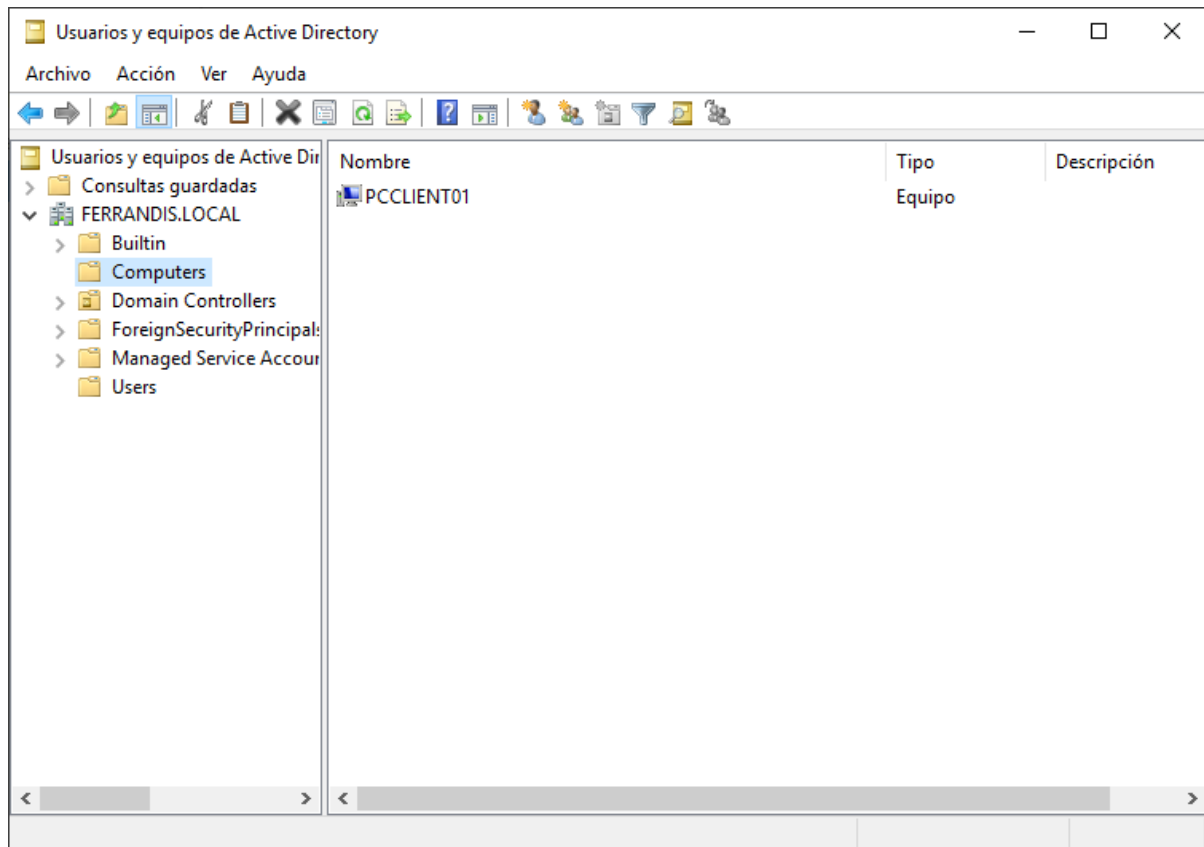 Usuarios y equipos de Active Directory
Archivo Acción Ver Ayuda
Usuarios y equipos de Active Dir
Consultas guardadas
FERRANDIS.LOCAL
Builtin
Computers
Domain Controllers
ForeignSecurityPrincipals
Managed Service Accour
Users
Nombre Tipo Descripción
PCCLIENT01 Equipo